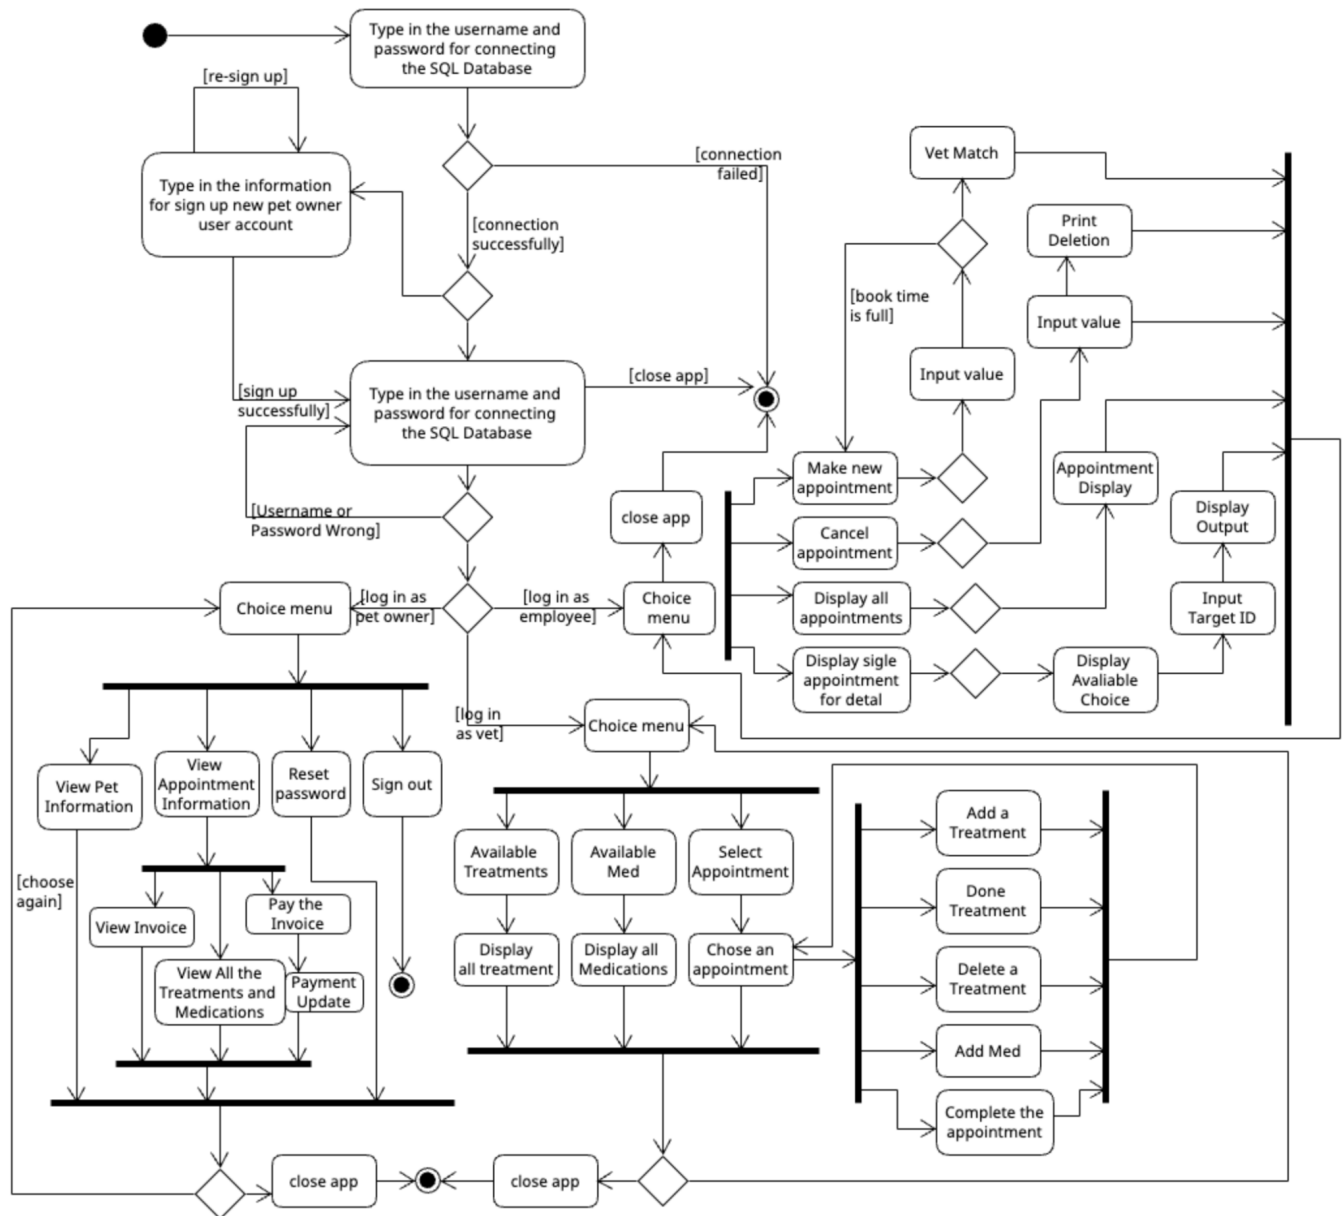 Type in the username and
password for connecting
the SQL Database
[re-sign up]
Type in the information
for sign up new pet owner
user account
[connection
failed]
[connection
successfully]
Vet Match
Print
Deletion
[book time
is full]
Input value
Input value
[sign up
successfully]
Type in the username and
password for connecting
the SQL Database
[close app]
[Username or
Password Wrong]
close app
Make new
appointment
Appointment
Display
Display
Output
Cancel
appointment
Choice menu
[log in as
pet owner]
[log in as
employee]
Choice
menu
Display all
appointments
Input
Target ID
Display sigle
appointment
for detal
Display
Avaliable
Choice
[log in
as vet]
Choice menu
View Pet
Information
View
Appointment
Information
Reset
password
Sign out
Available
Treatments
Available
Med
Select
Appointment
Add a
Treatment
[choose
again]
View Invoice
Pay the
Invoice
Done
Treatment
View All the
Treatments and
Medications
Payment
Update
Display
all treatment
Display all
Medications
Chose an
appointment
Delete a
Treatment
Add Med
Complete the
appointment
close app
close app